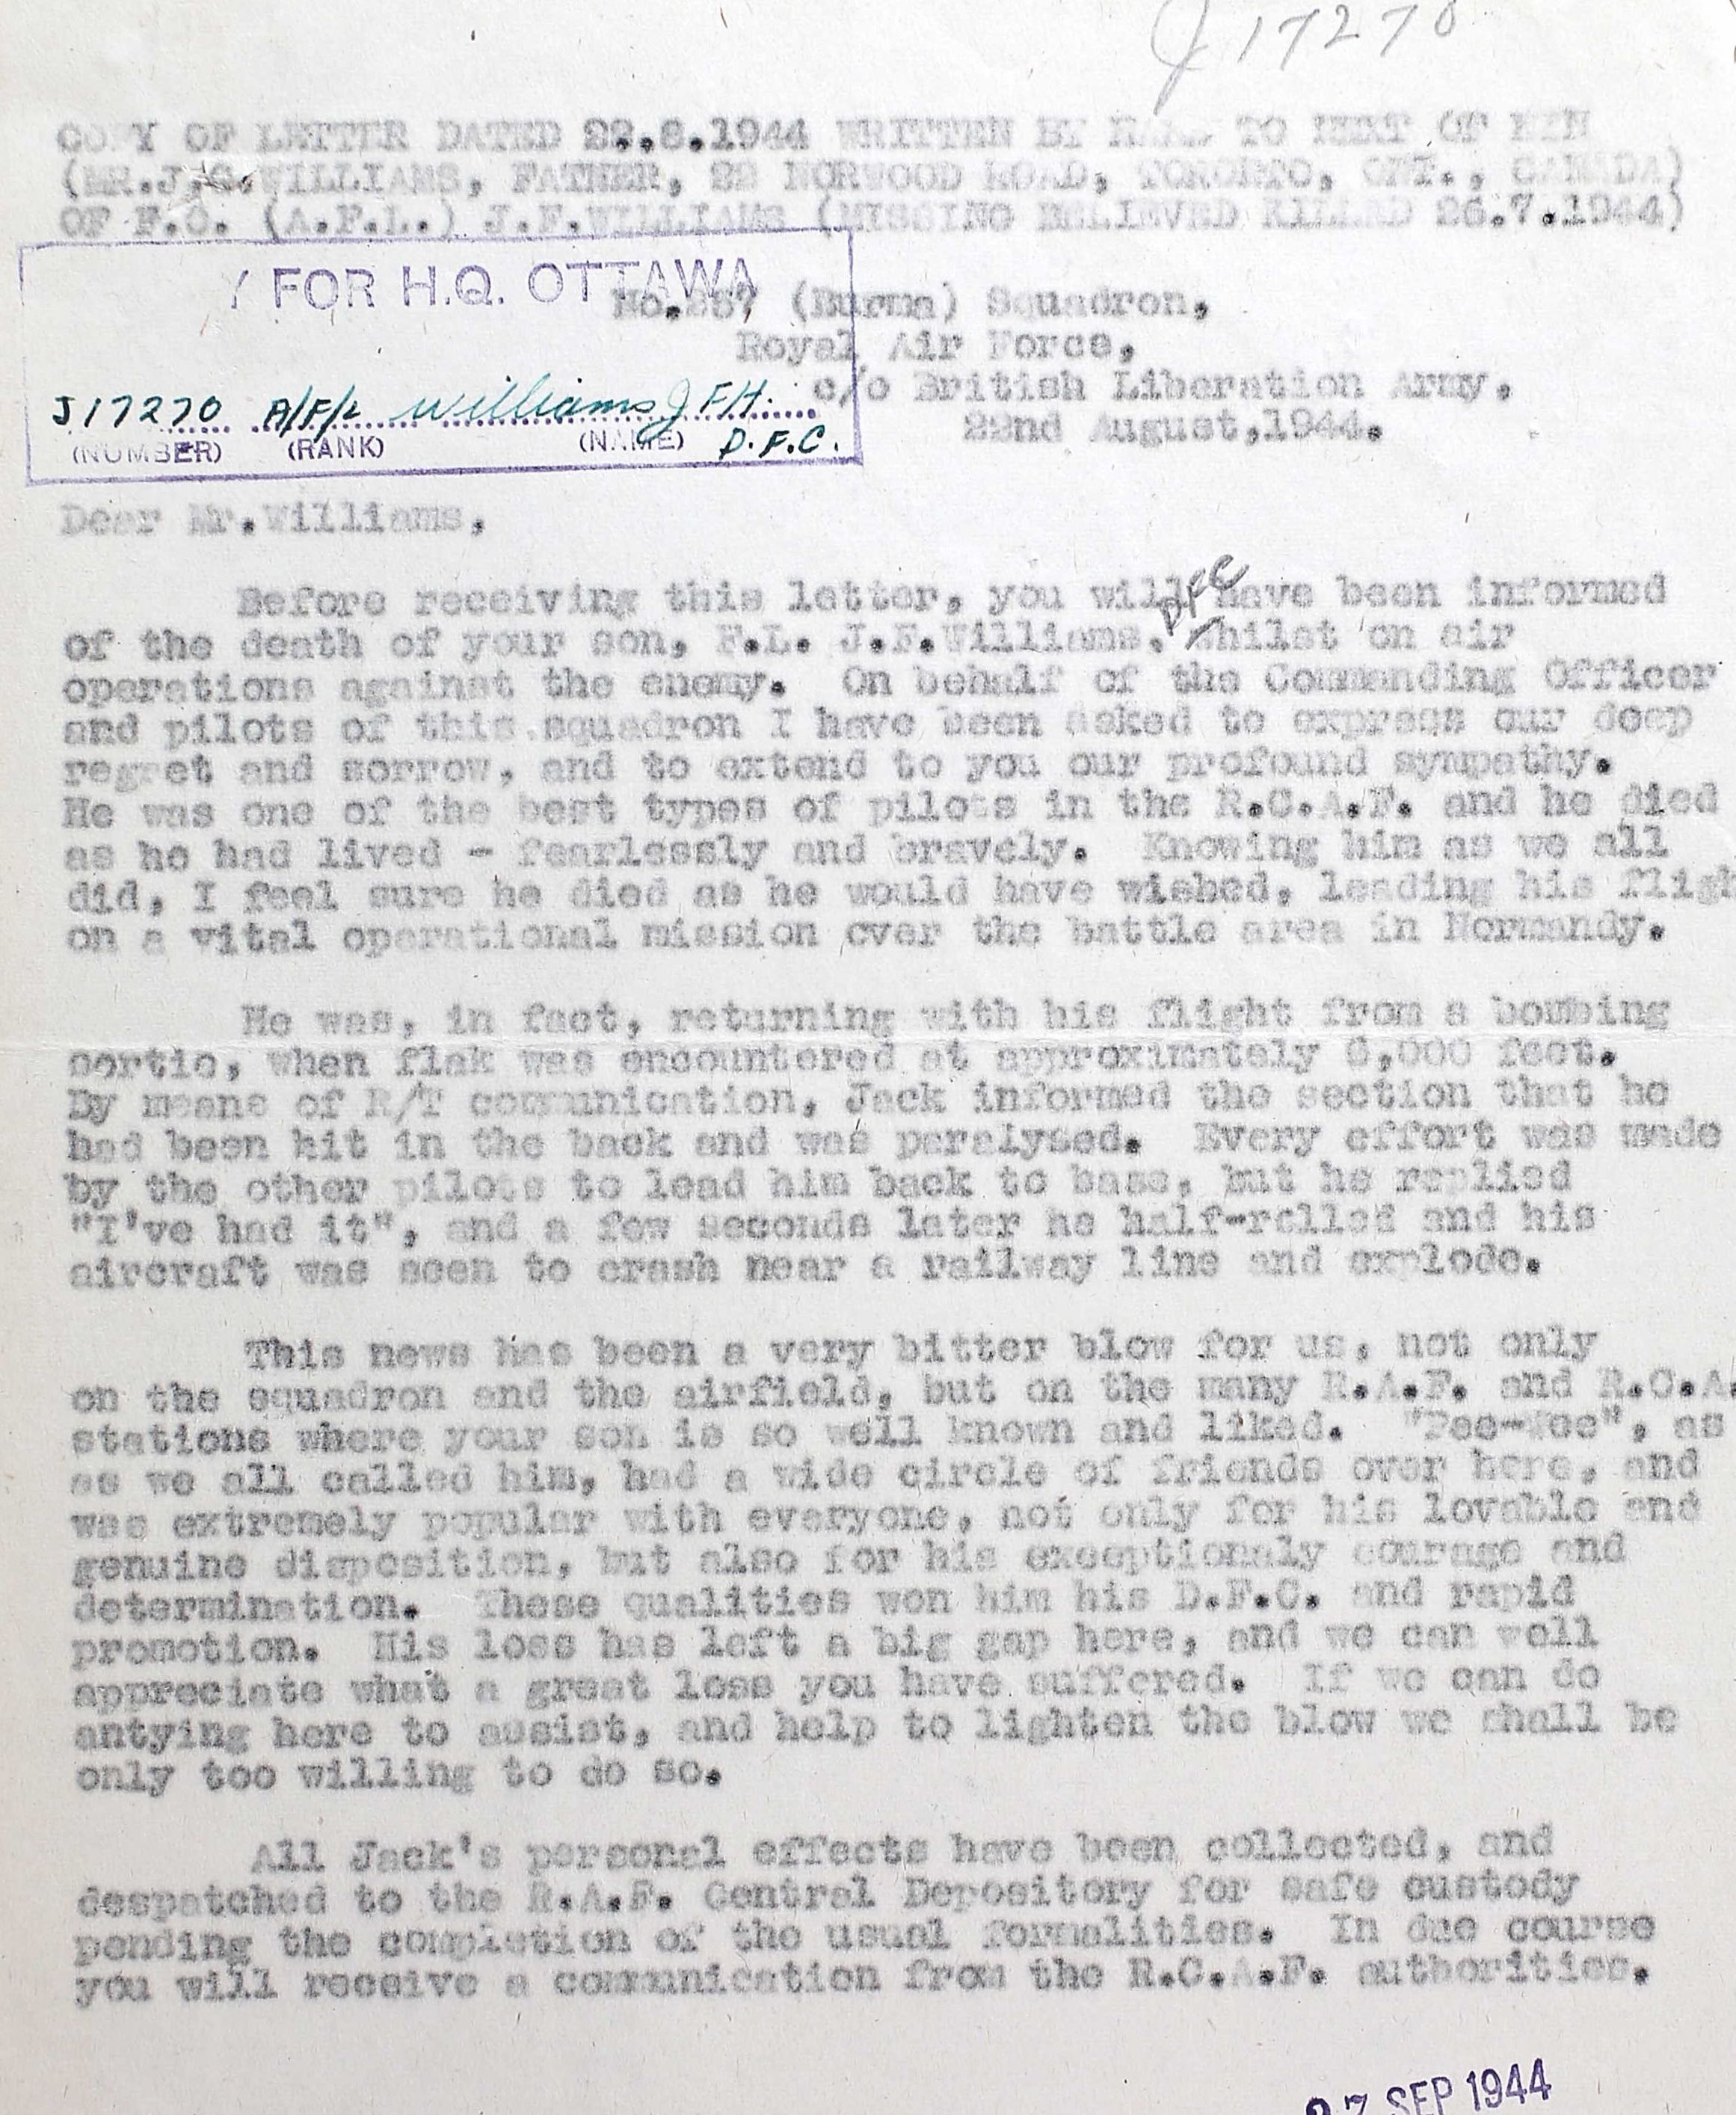 J17270
COPY OF LETTER DATED 22.8.1944 WRITTEN BY TO NEXT OF KIN
(MR.J.G.WILLIAMS, FATHER, 22 NORWOOD ROAD, TORONTO, ONT., CANADA)
OF F.O. (A.F.L.) J.F.WILLIAMS (MISSING BELIEVED KILLED 26.7.1944)
Y FOR H.Q. OTTAWA
No.257 (Burma) Squadron,
Royal Air Force,
c/o British Liberation Army.
22nd August,1944.
J17270 A/F/L Williams J F H.
(NUMBER) (RANK) (NAME) D.F.C.
Dear Mr.Williams,
DFC
Before receiving this letter, you will have been informed
of the death of your son, F.L. J.F.Williams, whilst on air
operations against the enemy. On behalf of the Commanding Officer
and pilots of this squadron I have been asked to express our deep
regret and sorrow, and to extend to you our profound sympathy.
He was one of the best types of pilots in the R.C.A.F. and he died
as he had lived - fearlessly and bravely. Knowing him as we all
did, I feel sure he died as he would have wished, leading his fligh
on a vital operational mission over the battle area in Normandy.
He was, in fact, returning with his flight from a bombing
sortie, when flak was encountered at approximately feet.
By means of R/T communication, Jack informed the section that he
had been hit in the back and was paralysed. Every effort was made
by the other pilots to lead him back to base, but he replied
"I've had it", and a few seconds later he half-rolled and his
aircraft was seen to crash near a railway line and explode.
This news has been a very bitter blow for us, not only
on the squadron and the airfield, but on the many R.A.F. and R.C.A.
stations where your son is so well known and liked. "Pee-Wee", as
as we all called him, had a wide circle of friends over here, and
was extremely popular with everyone, not only for his lovable and
genuine disposition, but also for his exceptionaly courage and
determination. These qualities won him his D.F.C. and rapid
promotion. His loss has left a big gap here, and we can well
appreciate what a great loss you have suffered. If we can do
antying here to assist, and help to lighten the blow we shall be
only too willing to do so.
All Jack's personal effects have been collected, and
despatched to the R.A.F. Central Depository for safe custody
pending the completion of the usual formalities. In due course
you will receive a communication from the R.C.A.F. authorities.
27 SEP 1944